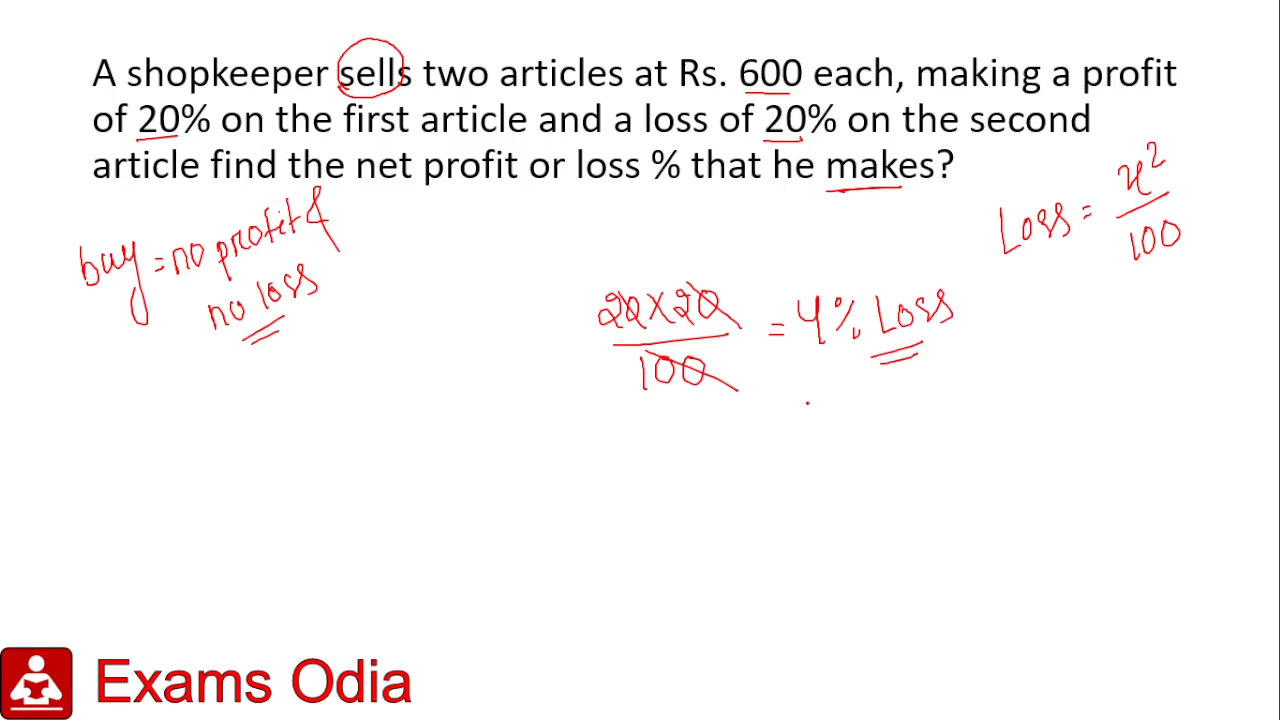 A shopkeeper sells two articles at Rs. 600 each, making a profit
of 20% on the first article and a loss of 20% on the second
article find the net profit or loss % that he makes?
buy = no profit &
no loss
Loss = x²/100
20 x 20 / 100 = 4% Loss
Exams Odia